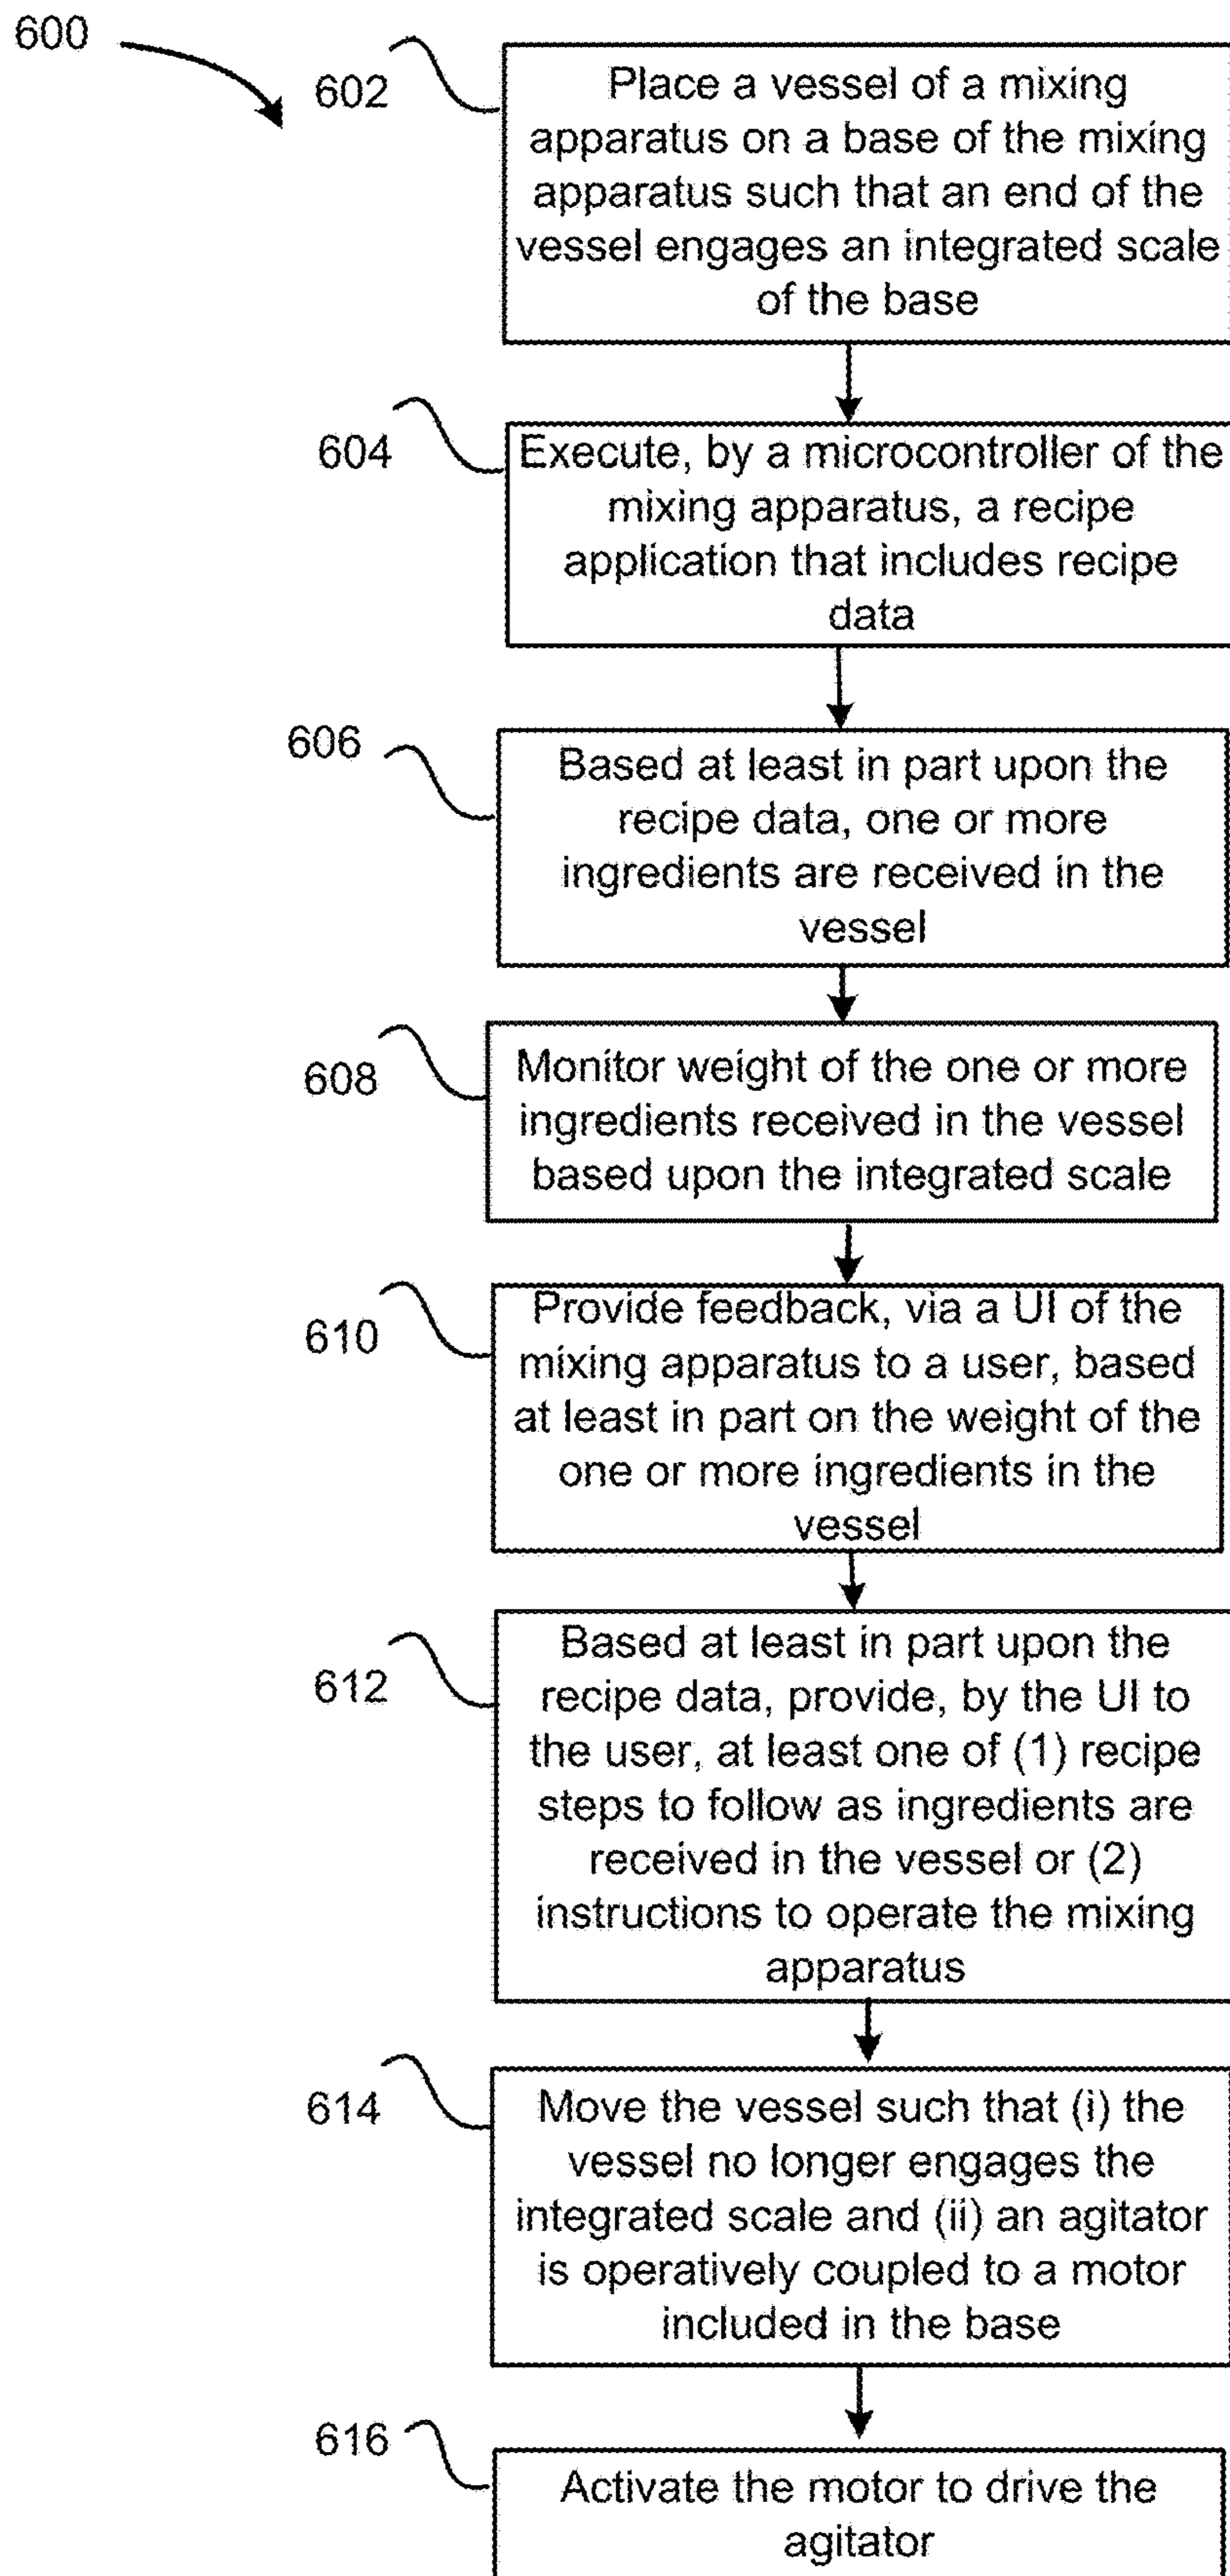 600
602
Place a vessel of a mixing
apparatus on a base of the mixing
apparatus such that an end of the
vessel engages an integrated scale
of the base
604
Execute, by a microcontroller of the
mixing apparatus, a recipe
application that includes recipe
data
606
Based at least in part upon the
recipe data, one or more
ingredients are received in the
vessel
608
Monitor weight of the one or more
ingredients received in the vessel
based upon the integrated scale
610
Provide feedback, via a UI of the
mixing apparatus to a user, based
at least in part on the weight of the
one or more ingredients in the
vessel
612
Based at least in part upon the
recipe data, provide, by the UI to
the user, at least one of (1) recipe
steps to follow as ingredients are
received in the vessel or (2)
instructions to operate the mixing
apparatus
614
Move the vessel such that (i) the
vessel no longer engages the
integrated scale and (ii) an agitator
is operatively coupled to a motor
included in the base
616
Activate the motor to drive the
agitator